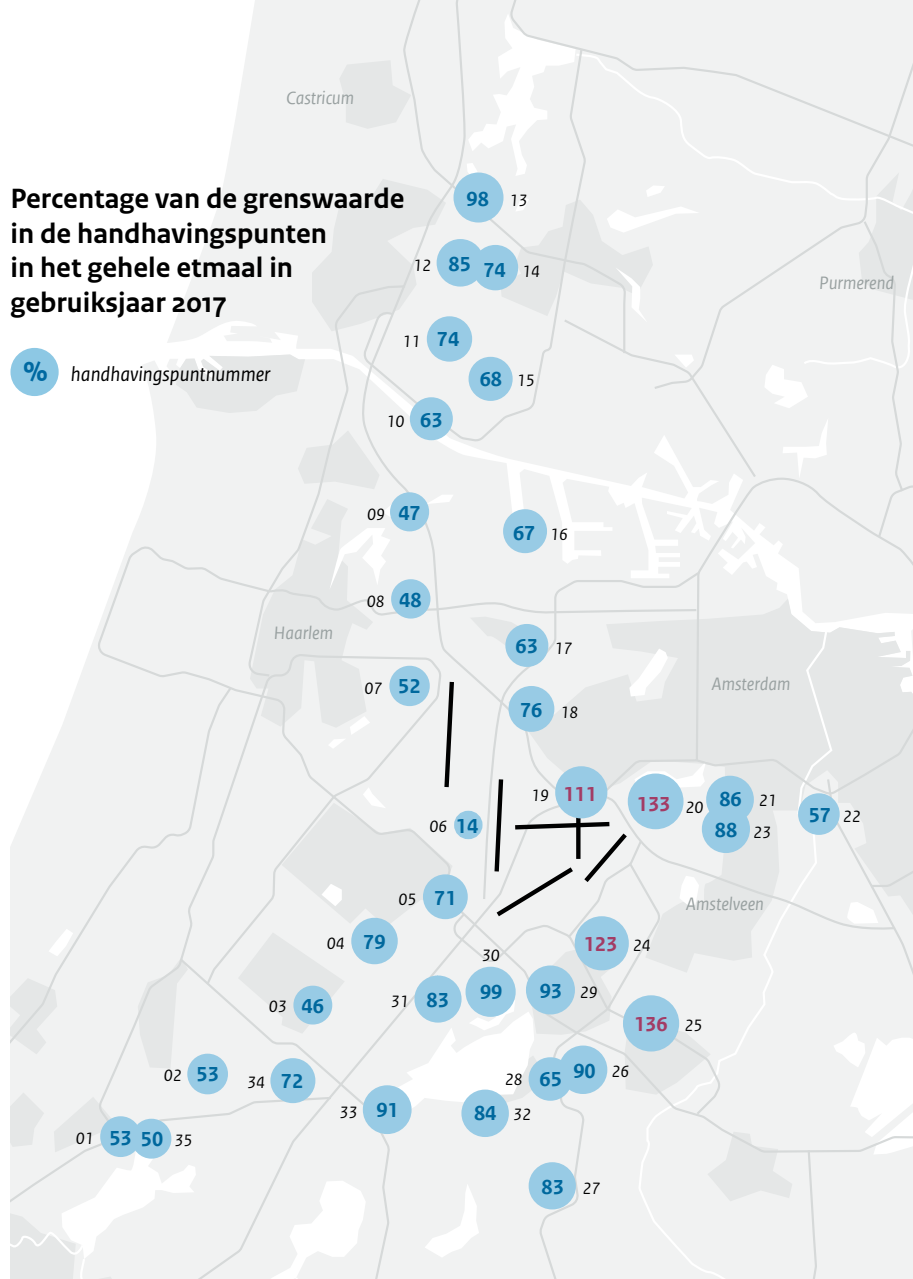 Castricum
Percentage van de grenswaarde
in de handhavingspunten
in het gehele etmaal in
gebruiksjaar 2017
% handhavingspuntnummer
98 13
12 85 74 14
Purmerend
11 74
68 15
10 63
09 47
67 16
08 48
Haarlem
63 17
07 52
Amsterdam
76 18
19 111
133 20
86 21
57 22
88 23
06 14
05 71
Amstelveen
04 79
123 24
30
99
93 29
31 83
03 46
136 25
02 53
34 72
28 65 90 26
33 91
84 32
01 53 50 35
83 27